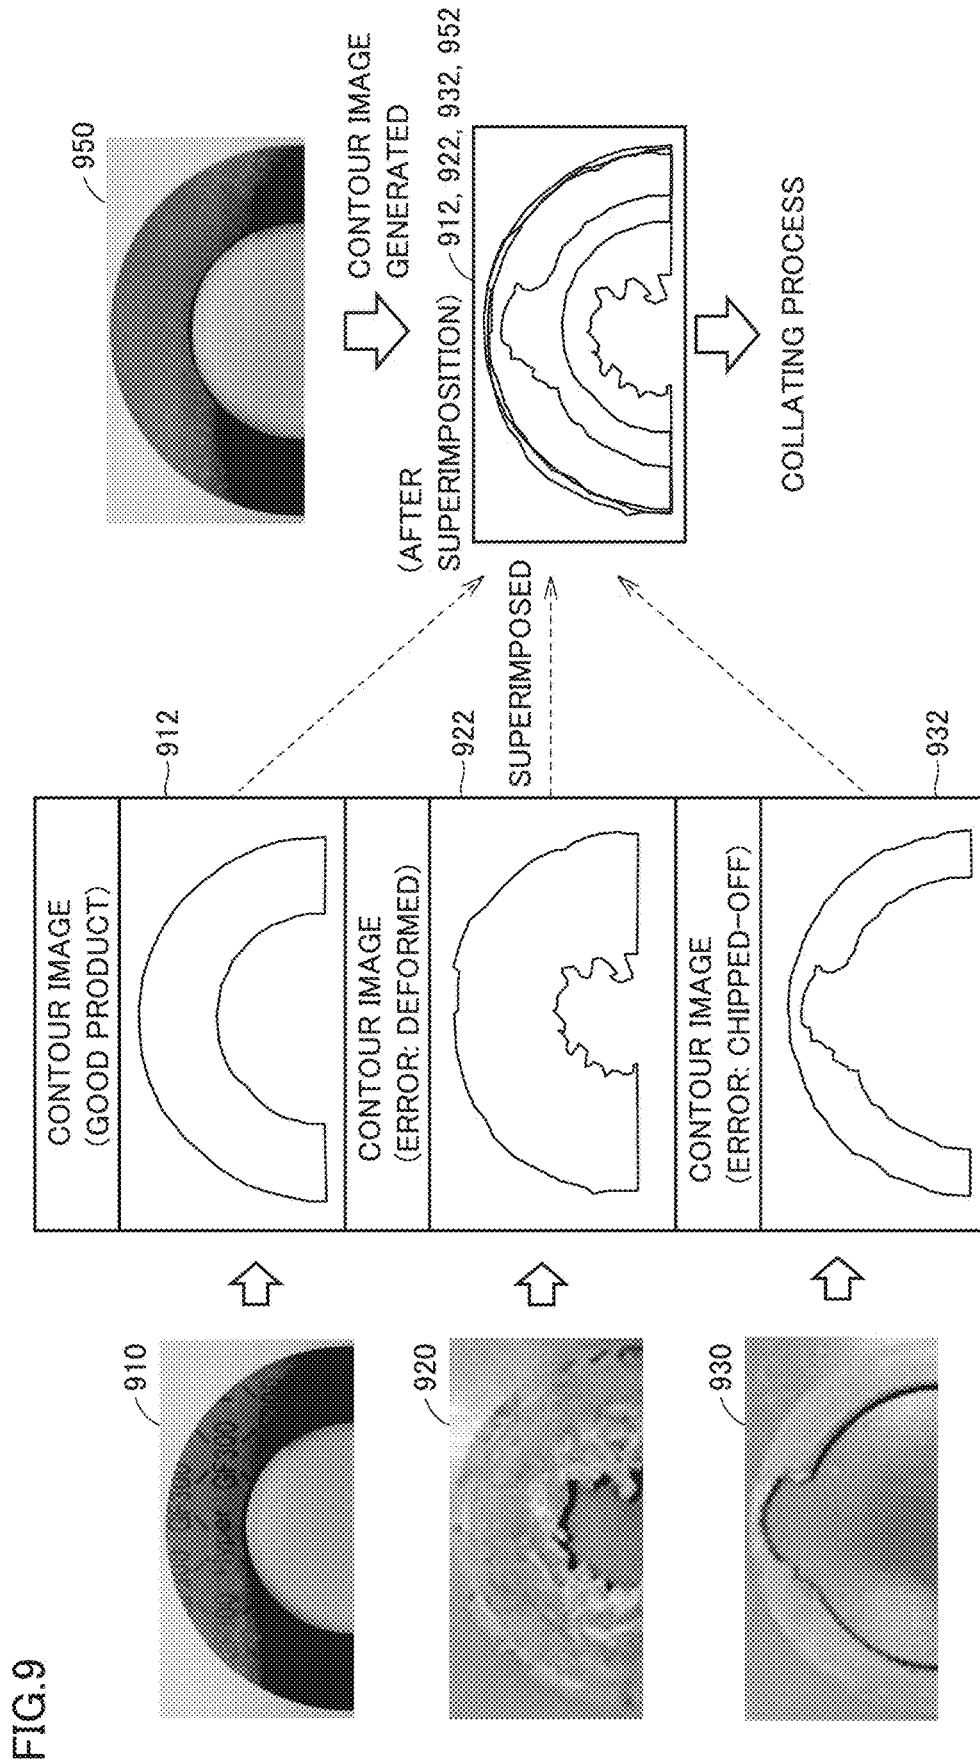 FIG.9
910
920
930
CONTOUR IMAGE
(GOOD PRODUCT)
912
CONTOUR IMAGE
(ERROR: DEFORMED)
922
CONTOUR IMAGE
(ERROR: CHIPPED-OFF)
932
SUPERIMPOSED
950
CONTOUR IMAGE
GENERATED
(AFTER
SUPERIMPOSITION) 912, 922, 932, 952
COLLATING PROCESS